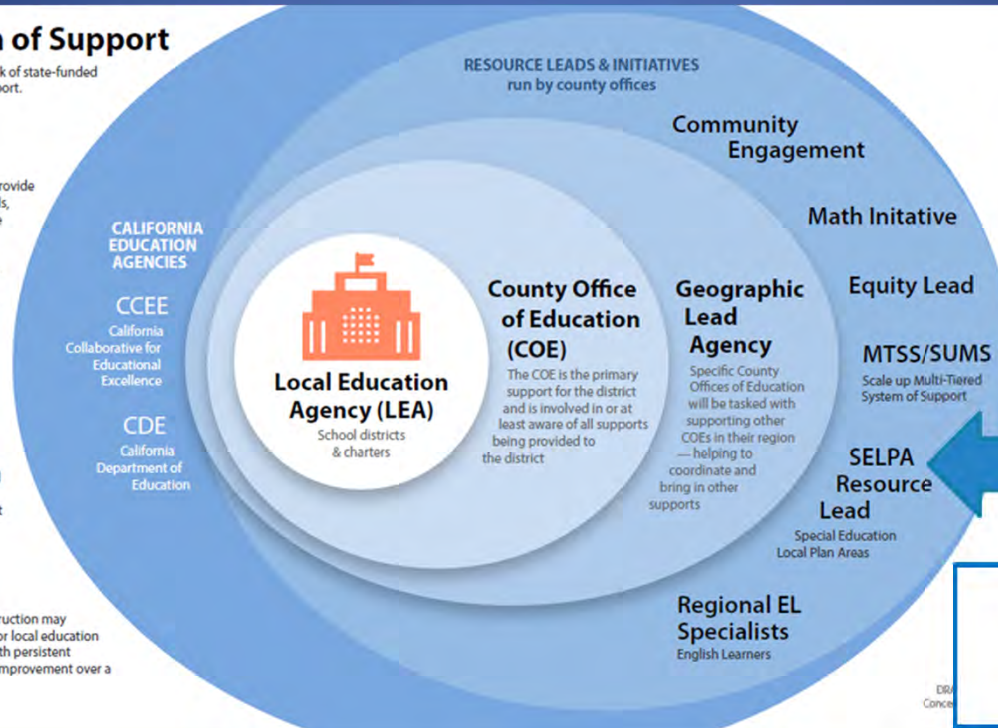 of Support
k of state-funded
port.
rovide
ls,
CALIFORNIA
EDUCATION
AGENCIES
CCEE
California
Collaborative for
Educational
Excellence
CDE
California
Department of
Education
ruction may
or local education
th persistent
improvement over a
Local Education
Agency (LEA)
School districts
& charters
County Office
of Education
(COE)
The COE is the primary
support for the district
and is involved in or at
least aware of all supports
being provided to
the district
Geographic
Lead
Agency
Specific County
Offices of Education
will be tasked with
supporting other
COEs in their region
— helping to
coordinate and
bring in other
supports
RESOURCE LEADS & INITIATIVES
run by county offices
Community
Engagement
Math Initative
Equity Lead
MTSS/SUMS
Scale up Multi-Tiered
System of Support
SELPA
Resource
Lead
Special Education
Local Plan Areas
Regional EL
Specialists
English Learners